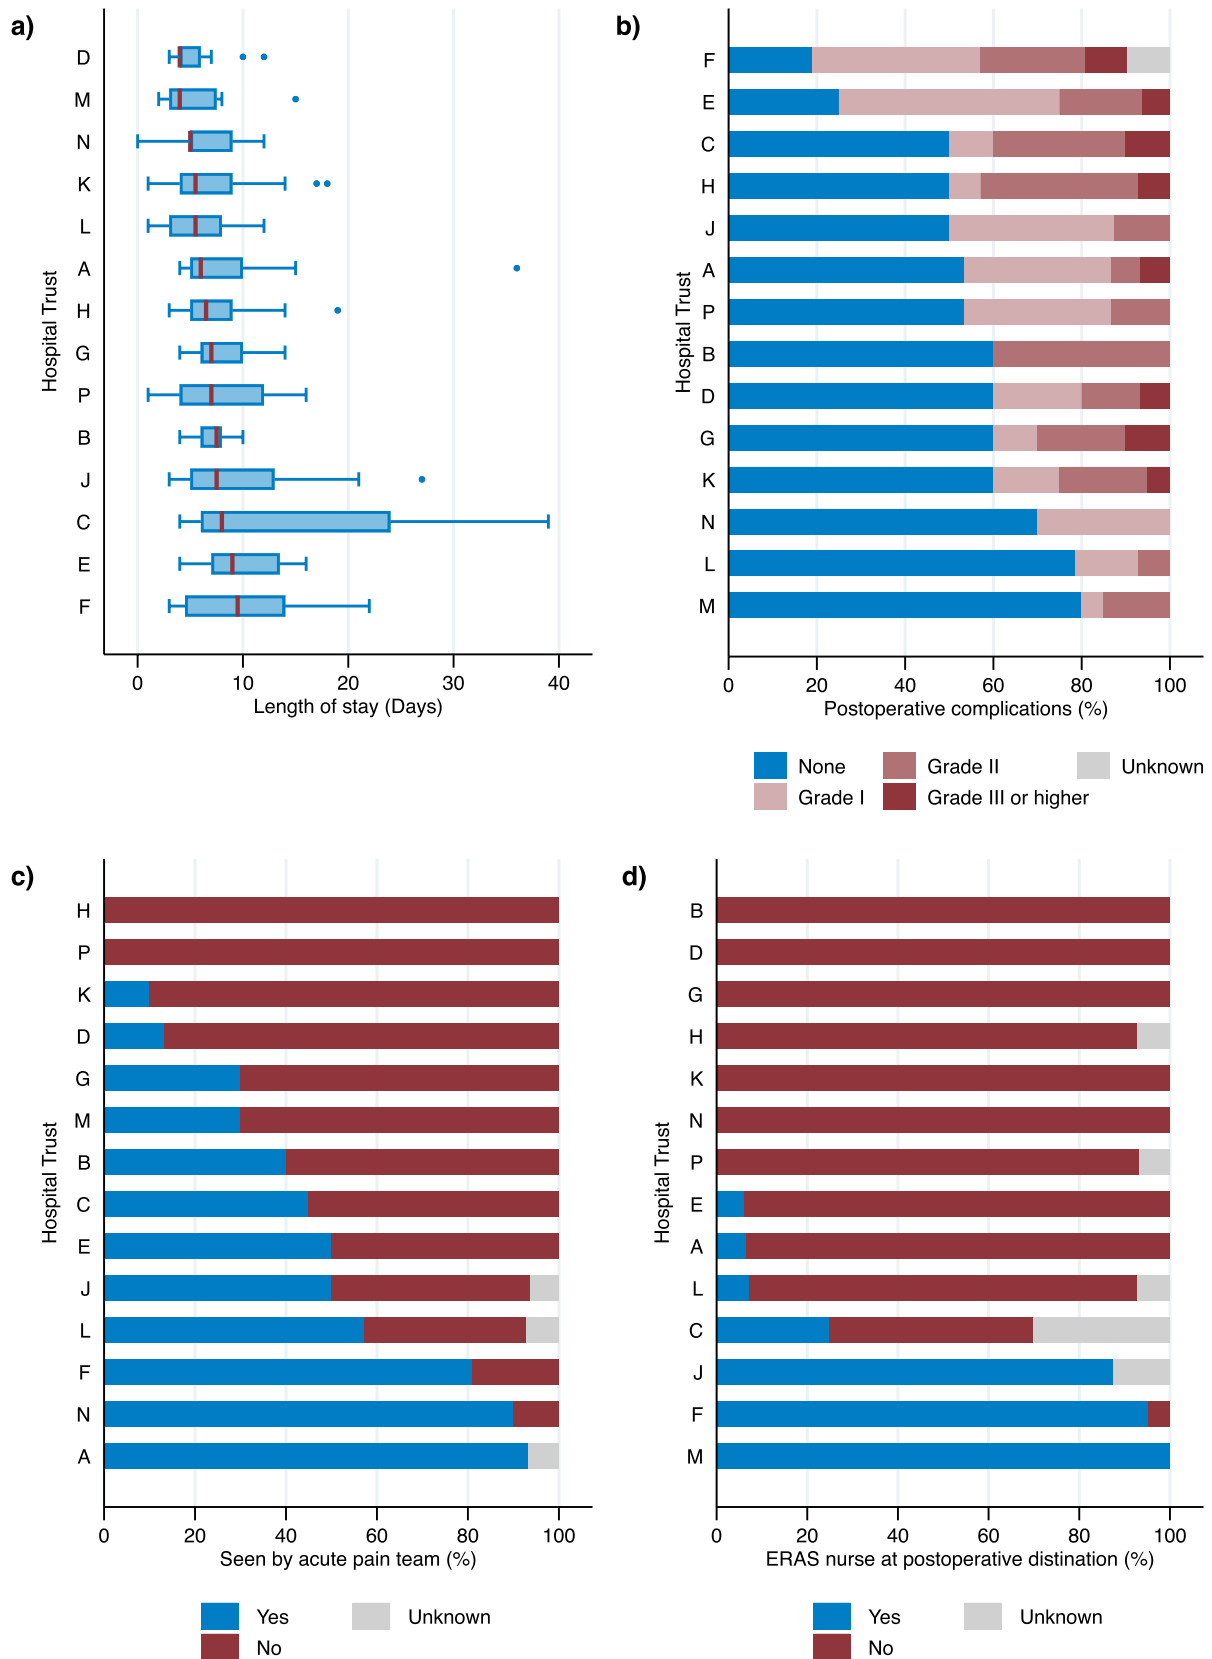 a)
D
M
N
K
L
A
H
G
P
B
J
C
E
F
Hospital Trust
0 10 20 30 40
Length of stay (Days)
b)
F
E
C
H
J
A
P
B
D
G
K
N
L
M
Hospital Trust
0 20 40 60 80 100
Postoperative complications (%)
None Grade II Unknown
Grade I Grade III or higher
c)
H
P
K
D
G
M
B
C
E
J
L
F
N
A
Hospital Trust
0 20 40 60 80 100
Seen by acute pain team (%)
Yes Unknown
No
d)
B
D
G
H
K
N
P
E
A
L
C
J
F
M
Hospital Trust
0 20 40 60 80 100
ERAS nurse at postoperative distination (%)
Yes Unknown
No